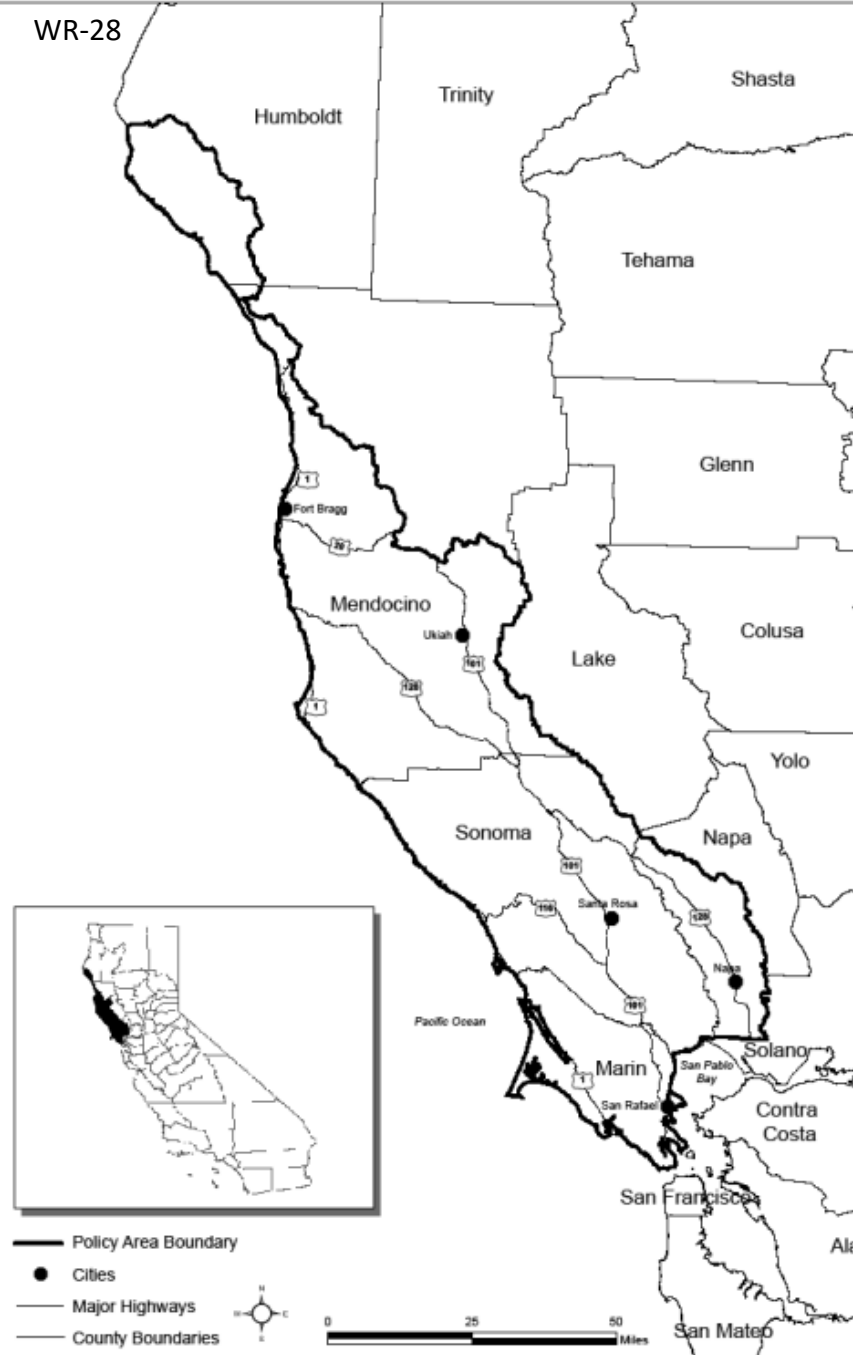 WR-28
Shasta
Trinity
Humboldt
Tehama
Glenn
1
Fort Bragg
20
Mendocino
Colusa
Ukiah
Lake
101
128
1
Yolo
Sonoma
Napa
101
Santa Rosa
116
128
Napa
101
Pacific Ocean
Solano
San Pablo
Bay
Marin
1
San Rafael
Contra
Costa
San Francisco
Policy Area Boundary
Ala
Cities
Major Highways
N
E
0 25 50
Miles
County Boundaries
San Mateo